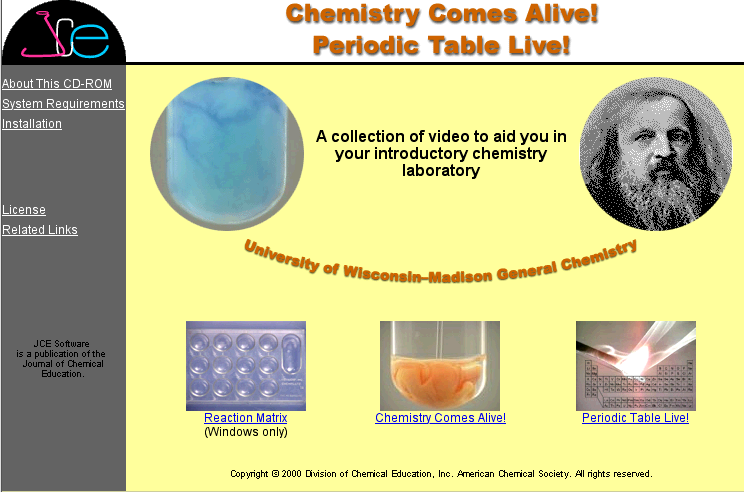 JCE
Chemistry Comes Alive!
Periodic Table Live!
About This CD-ROM
System Requirements
Installation
License
Related Links
JCE Software
is a publication of the
Journal of Chemical
Education.
A collection of video to aid you in
your introductory chemistry
laboratory
University of Wisconsin–Madison General Chemistry
Reaction Matrix
(Windows only)
Chemistry Comes Alive!
Periodic Table Live!
Copyright © 2000 Division of Chemical Education, Inc. American Chemical Society. All rights reserved.